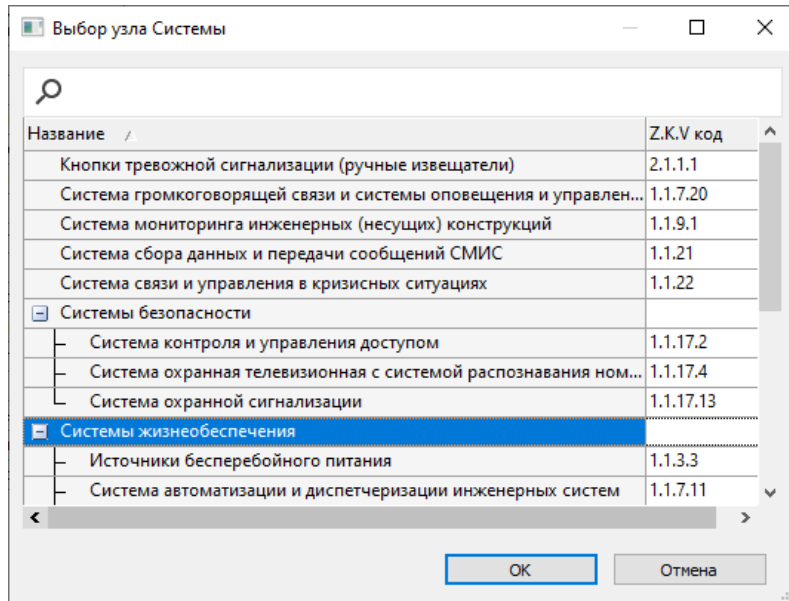 Выбор узла Системы
Название Z.K.V код
Кнопки тревожной сигнализации (ручные извещатели) 2.1.1.1
Система громкоговорящей связи и системы оповещения и управлен... 1.1.7.20
Система мониторинга инженерных (несущих) конструкций 1.1.9.1
Система сбора данных и передачи сообщений СМИС 1.1.21
Система связи и управления в кризисных ситуациях 1.1.22
Системы безопасности
Система контроля и управления доступом 1.1.17.2
Система охранная телевизионная с системой распознавания ном... 1.1.17.4
Система охранной сигнализации 1.1.17.13
Системы жизнеобеспечения
Источники бесперебойного питания 1.1.3.3
Система автоматизации и диспетчеризации инженерных систем 1.1.7.11
OK Отмена